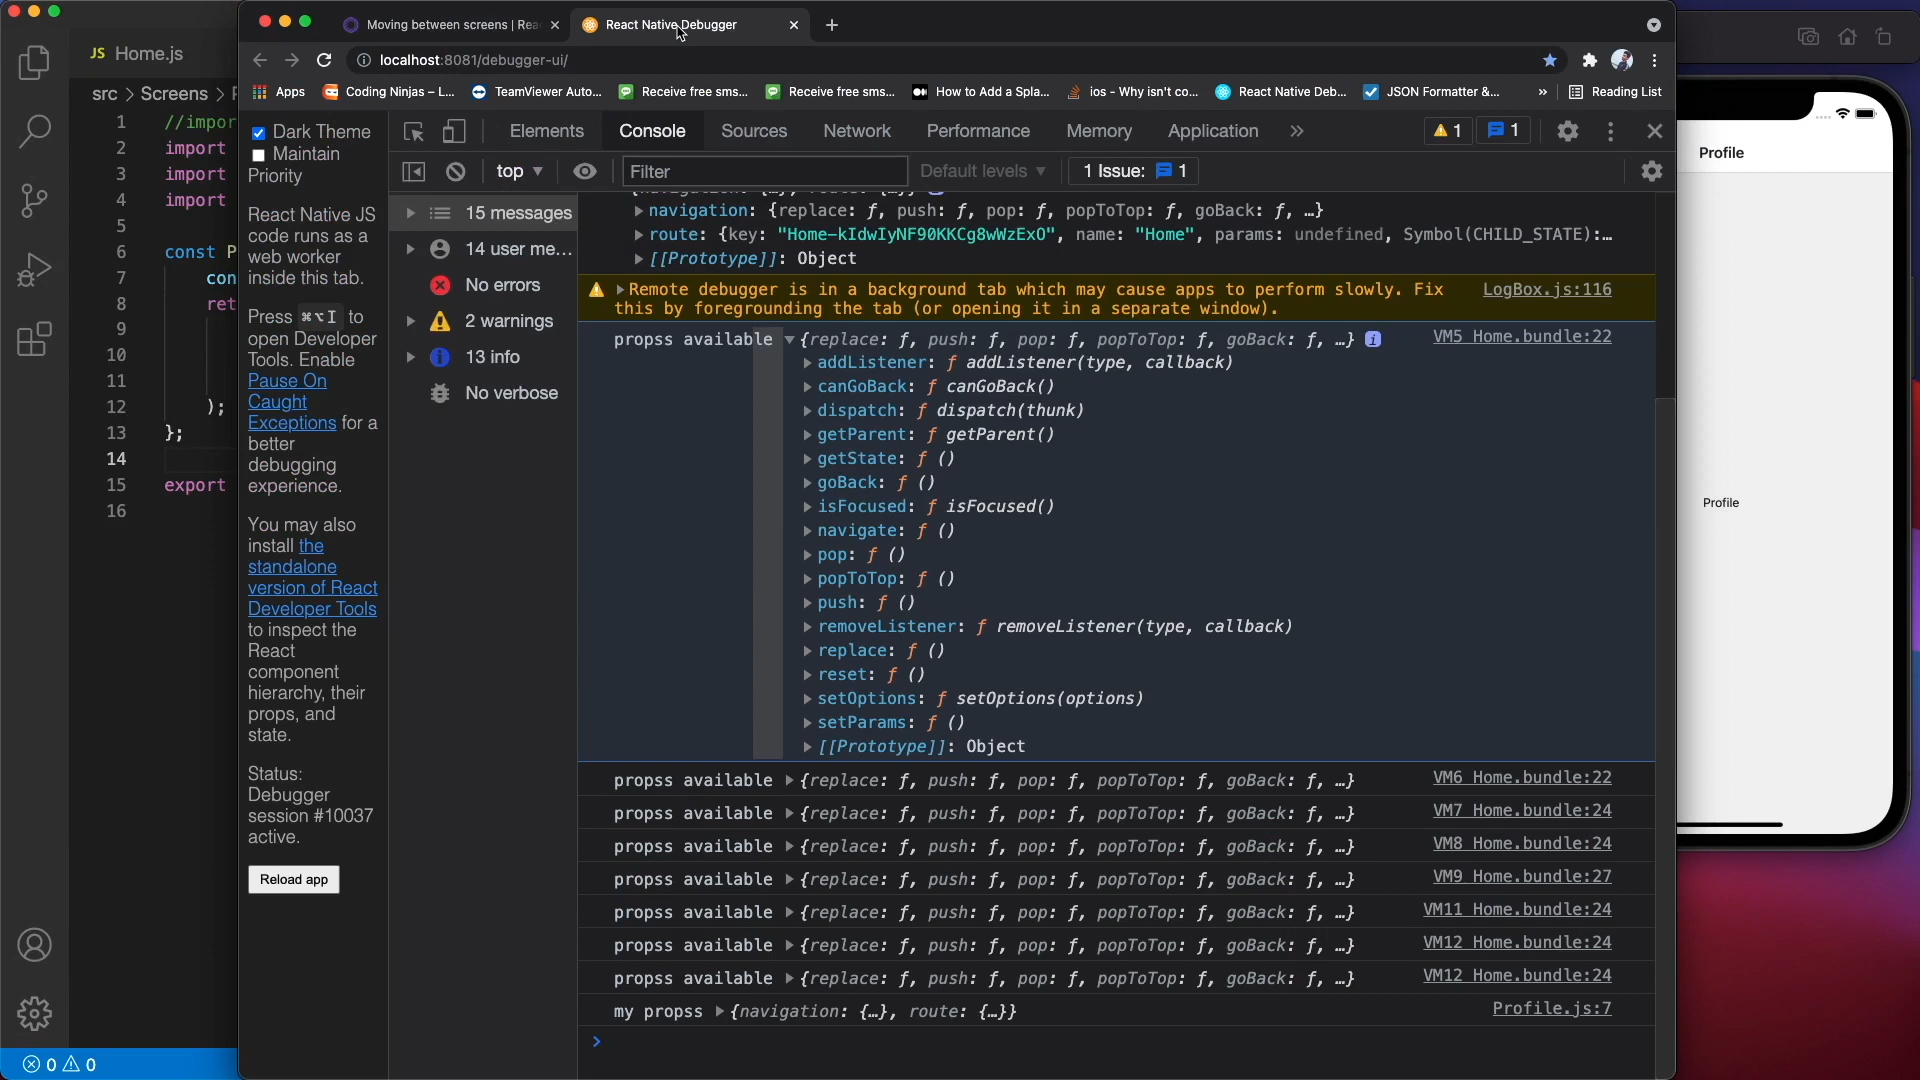 Moving between screens | Rea
React Native Debugger
localhost:8081/debugger-ui/
Apps
Coding Ninjas – L...
TeamViewer Auto...
Receive free sms...
Receive free sms...
How to Add a Spla...
ios - Why isn't co...
React Native Deb...
JSON Formatter &...
»
Reading List
JS Home.js
src > Screens >
1 //impor
2 import
3 import
4 import
5
6 const P
7 con
8 ret
9
10
11
12 );
13 };
14
15 export
16
0 0
Dark Theme
Maintain
Priority
React Native JS
code runs as a
web worker
inside this tab.
Press ⌘⌥I to
open Developer
Tools. Enable
Pause On
Caught
Exceptions for a
better
debugging
experience.
You may also
install the
standalone
version of React
Developer Tools
to inspect the
React
component
hierarchy, their
props, and
state.
Status:
Debugger
session #10037
active.
Reload app
Elements Console Sources Network Performance Memory Application » 1 1
top ▼ Filter Default levels ▼ 1 Issue: 1
15 messages
14 user me...
No errors
2 warnings
13 info
No verbose
navigation: {replace: ƒ, push: ƒ, pop: ƒ, popToTop: ƒ, goBack: ƒ, …}
route: {key: "Home-kIdwIyNF90KKCg8wWzExO", name: "Home", params: undefined, Symbol(CHILD_STATE):…
[[Prototype]]: Object
Remote debugger is in a background tab which may cause apps to perform slowly. Fix LogBox.js:116
this by foregrounding the tab (or opening it in a separate window).
propss available ▼{replace: ƒ, push: ƒ, pop: ƒ, popToTop: ƒ, goBack: ƒ, …} i VM5 Home.bundle:22
addListener: ƒ addListener(type, callback)
canGoBack: ƒ canGoBack()
dispatch: ƒ dispatch(thunk)
getParent: ƒ getParent()
getState: ƒ ()
goBack: ƒ ()
isFocused: ƒ isFocused()
navigate: ƒ ()
pop: ƒ ()
popToTop: ƒ ()
push: ƒ ()
removeListener: ƒ removeListener(type, callback)
replace: ƒ ()
reset: ƒ ()
setOptions: ƒ setOptions(options)
setParams: ƒ ()
[[Prototype]]: Object
propss available ▶{replace: ƒ, push: ƒ, pop: ƒ, popToTop: ƒ, goBack: ƒ, …} VM6 Home.bundle:22
propss available ▶{replace: ƒ, push: ƒ, pop: ƒ, popToTop: ƒ, goBack: ƒ, …} VM7 Home.bundle:24
propss available ▶{replace: ƒ, push: ƒ, pop: ƒ, popToTop: ƒ, goBack: ƒ, …} VM8 Home.bundle:24
propss available ▶{replace: ƒ, push: ƒ, pop: ƒ, popToTop: ƒ, goBack: ƒ, …} VM9 Home.bundle:27
propss available ▶{replace: ƒ, push: ƒ, pop: ƒ, popToTop: ƒ, goBack: ƒ, …} VM11 Home.bundle:24
propss available ▶{replace: ƒ, push: ƒ, pop: ƒ, popToTop: ƒ, goBack: ƒ, …} VM12 Home.bundle:24
propss available ▶{replace: ƒ, push: ƒ, pop: ƒ, popToTop: ƒ, goBack: ƒ, …} VM12 Home.bundle:24
my propss ▶{navigation: {…}, route: {…}} Profile.js:7
>
Profile
Profile